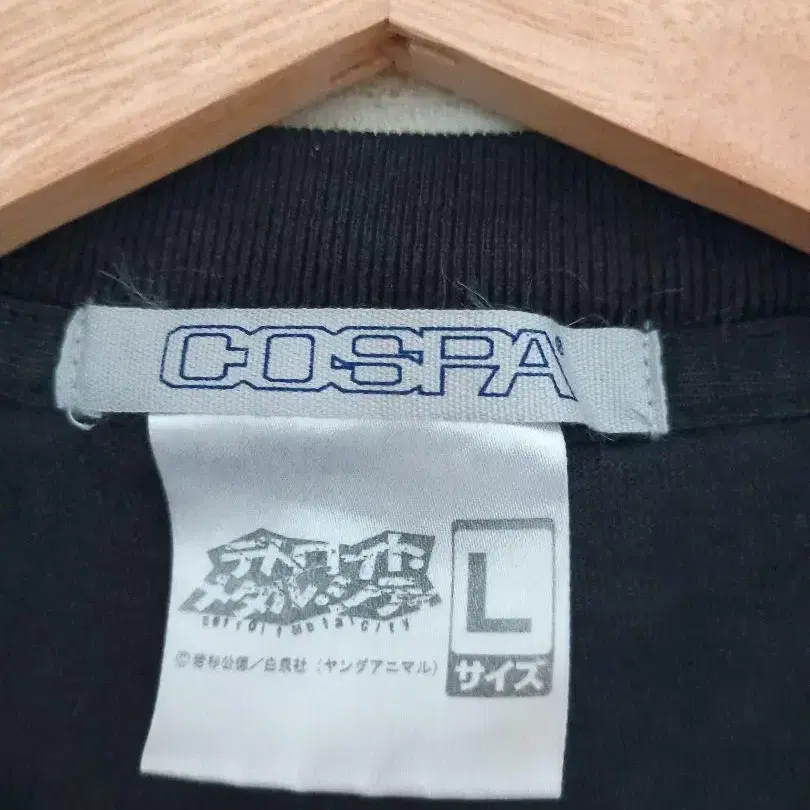 COSPA
デトロイト
メタル・シティ
Detroit Metal City
L
サイズ
©若杉公徳／白泉社（ヤングアニマル）